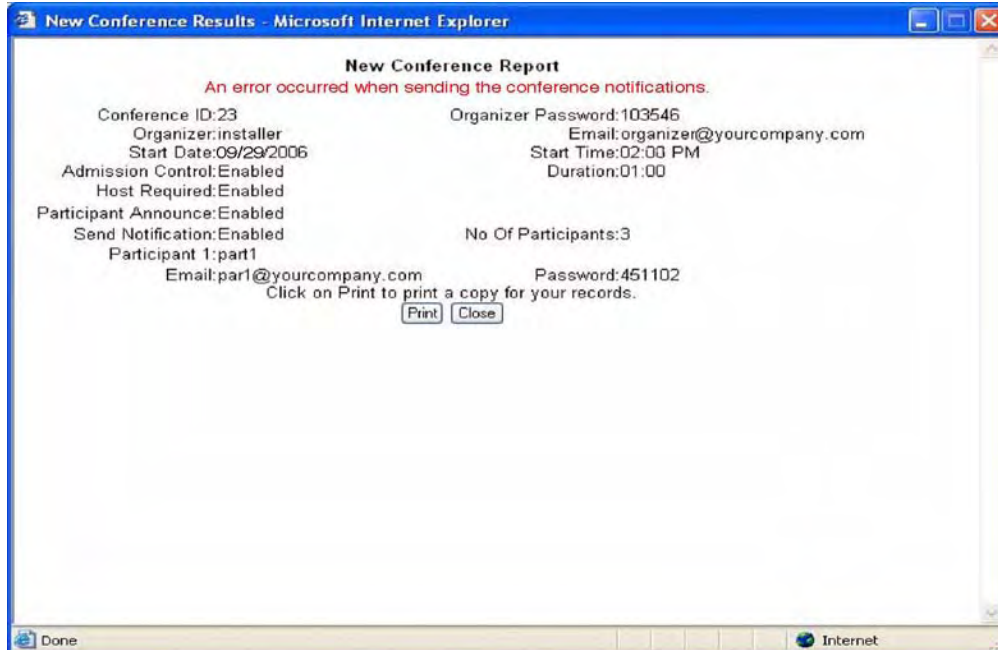 New Conference Results - Microsoft Internet Explorer
New Conference Report
An error occurred when sending the conference notifications.
Conference ID:23 Organizer Password:103546
Organizer:installer Email:organizer@yourcompany.com
Start Date:09/29/2006 Start Time:02:00 PM
Admission Control:Enabled Duration:01:00
Host Required:Enabled
Participant Announce:Enabled
Send Notification:Enabled No Of Participants:3
Participant 1:part1
Email:par1@yourcompany.com Password:451102
Click on Print to print a copy for your records.
Print Close
Done Internet